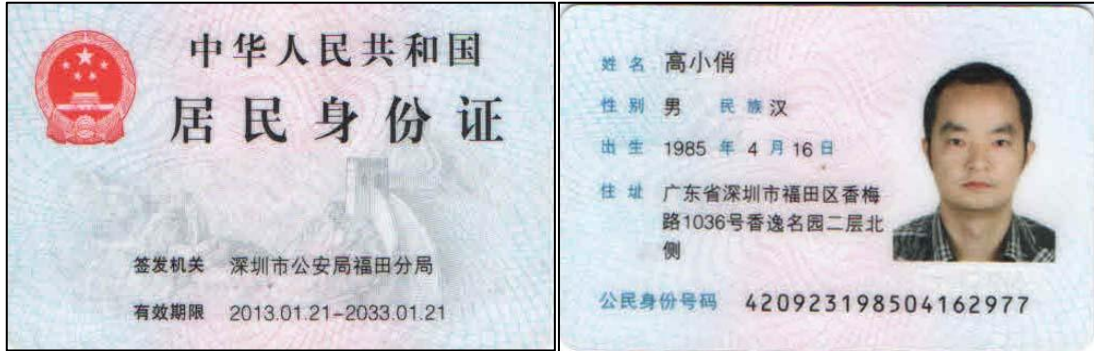 中华人民共和国
居民身份证
签发机关 深圳市公安局福田分局
有效期限 2013.01.21-2033.01.21
姓名 高小俏
性别 男 民族 汉
出生 1985 年 4 月 16 日
住址 广东省深圳市福田区香梅
路1036号香逸名园二层北
侧
公民身份号码 420923198504162977